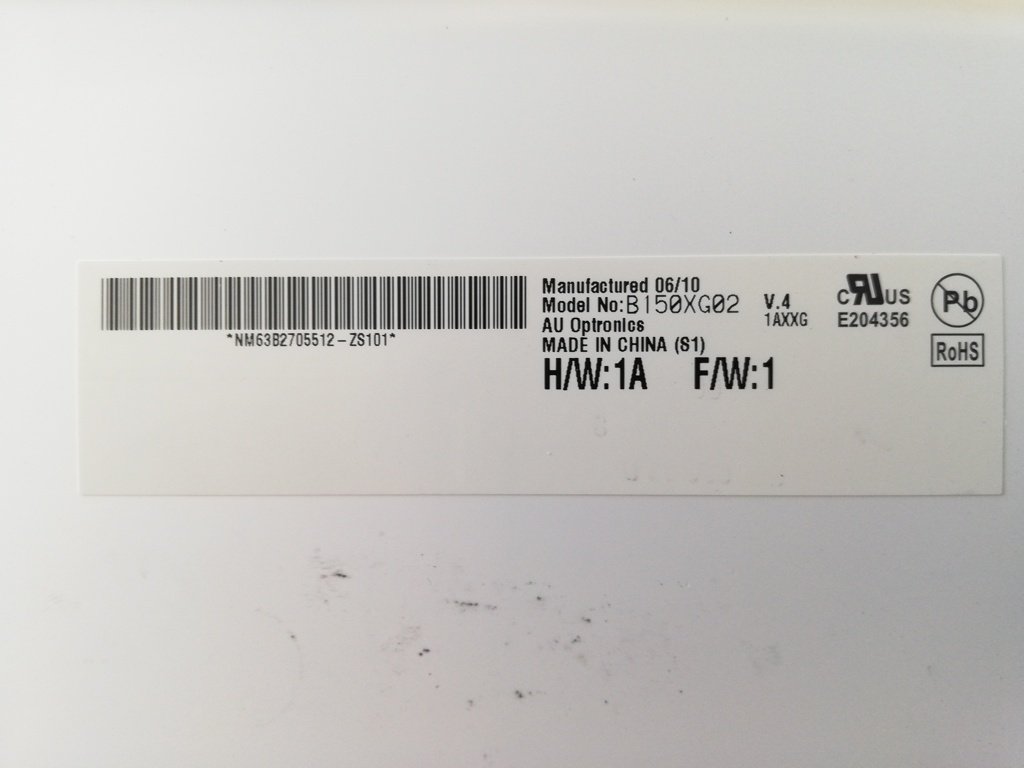 *NM63B2705512-ZS101*
Manufactured 06/10
Model No:B150XG02 V.4
AU Optronics 1AXXG
MADE IN CHINA (S1)
H/W:1A F/W:1
c RU US
E204356
Pb
RoHS